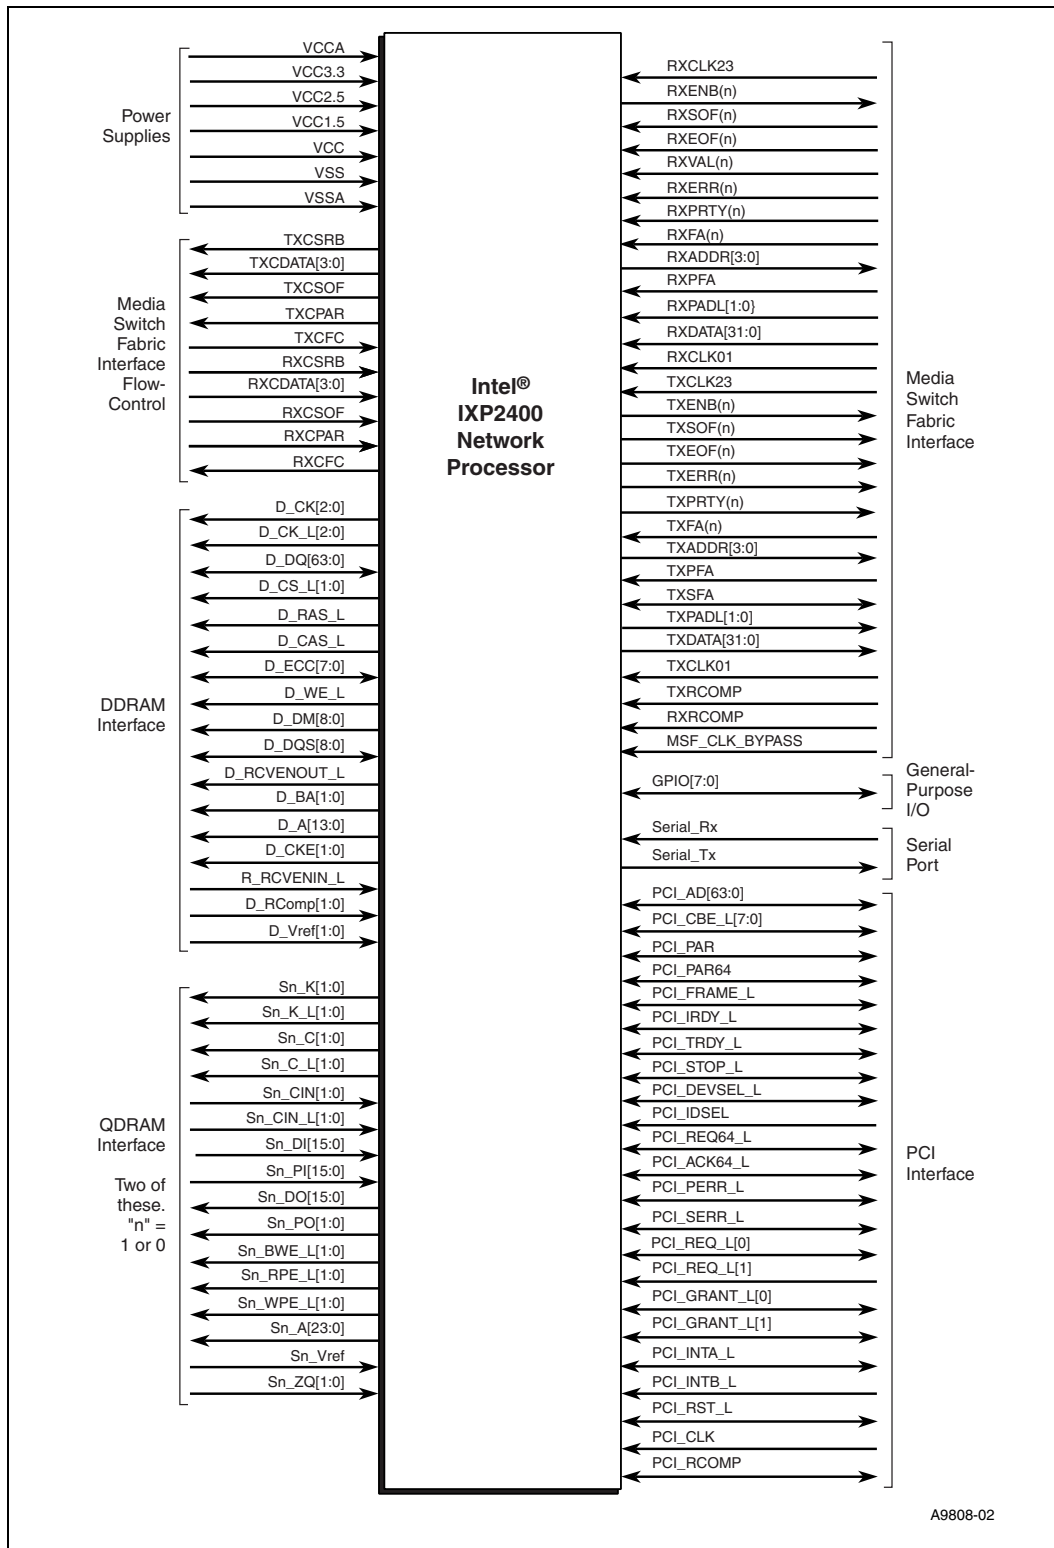 VCCA
VCC3.3
VCC2.5
VCC1.5
VCC
VSS
VSSA
Power
Supplies
TXCSRB
TXCDATA[3:0]
TXCSOF
TXCPAR
TXCFC
RXCSRB
RXCDATA[3:0]
RXCSOF
RXCPAR
RXCFC
Media
Switch
Fabric
Interface
Flow-
Control
D_CK[2:0]
D_CK_L[2:0]
D_DQ[63:0]
D_CS_L[1:0]
D_RAS_L
D_CAS_L
D_ECC[7:0]
D_WE_L
D_DM[8:0]
D_DQS[8:0]
D_RCVENOUT_L
D_BA[1:0]
D_A[13:0]
D_CKE[1:0]
R_RCVENIN_L
D_RComp[1:0]
D_Vref[1:0]
DDRAM
Interface
Sn_K[1:0]
Sn_K_L[1:0]
Sn_C[1:0]
Sn_C_L[1:0]
Sn_CIN[1:0]
Sn_CIN_L[1:0]
Sn_DI[15:0]
Sn_PI[15:0]
Sn_DO[15:0]
Sn_PO[1:0]
Sn_BWE_L[1:0]
Sn_RPE_L[1:0]
Sn_WPE_L[1:0]
Sn_A[23:0]
Sn_Vref
Sn_ZQ[1:0]
QDRAM
Interface
Two of
these.
"n" =
1 or 0
Intel®
IXP2400
Network
Processor
RXCLK23
RXENB(n)
RXSOF(n)
RXEOF(n)
RXVAL(n)
RXERR(n)
RXPRTY(n)
RXFA(n)
RXADDR[3:0]
RXPFA
RXPADL[1:0}
RXDATA[31:0]
RXCLK01
TXCLK23
TXENB(n)
TXSOF(n)
TXEOF(n)
TXERR(n)
TXPRTY(n)
TXFA(n)
TXADDR[3:0]
TXPFA
TXSFA
TXPADL[1:0]
TXDATA[31:0]
TXCLK01
TXRCOMP
RXRCOMP
MSF_CLK_BYPASS
Media
Switch
Fabric
Interface
GPIO[7:0]
General-
Purpose
I/O
Serial_Rx
Serial_Tx
Serial
Port
PCI_AD[63:0]
PCI_CBE_L[7:0]
PCI_PAR
PCI_PAR64
PCI_FRAME_L
PCI_IRDY_L
PCI_TRDY_L
PCI_STOP_L
PCI_DEVSEL_L
PCI_IDSEL
PCI_REQ64_L
PCI_ACK64_L
PCI_PERR_L
PCI_SERR_L
PCI_REQ_L[0]
PCI_REQ_L[1]
PCI_GRANT_L[0]
PCI_GRANT_L[1]
PCI_INTA_L
PCI_INTB_L
PCI_RST_L
PCI_CLK
PCI_RCOMP
PCI
Interface
A9808-02